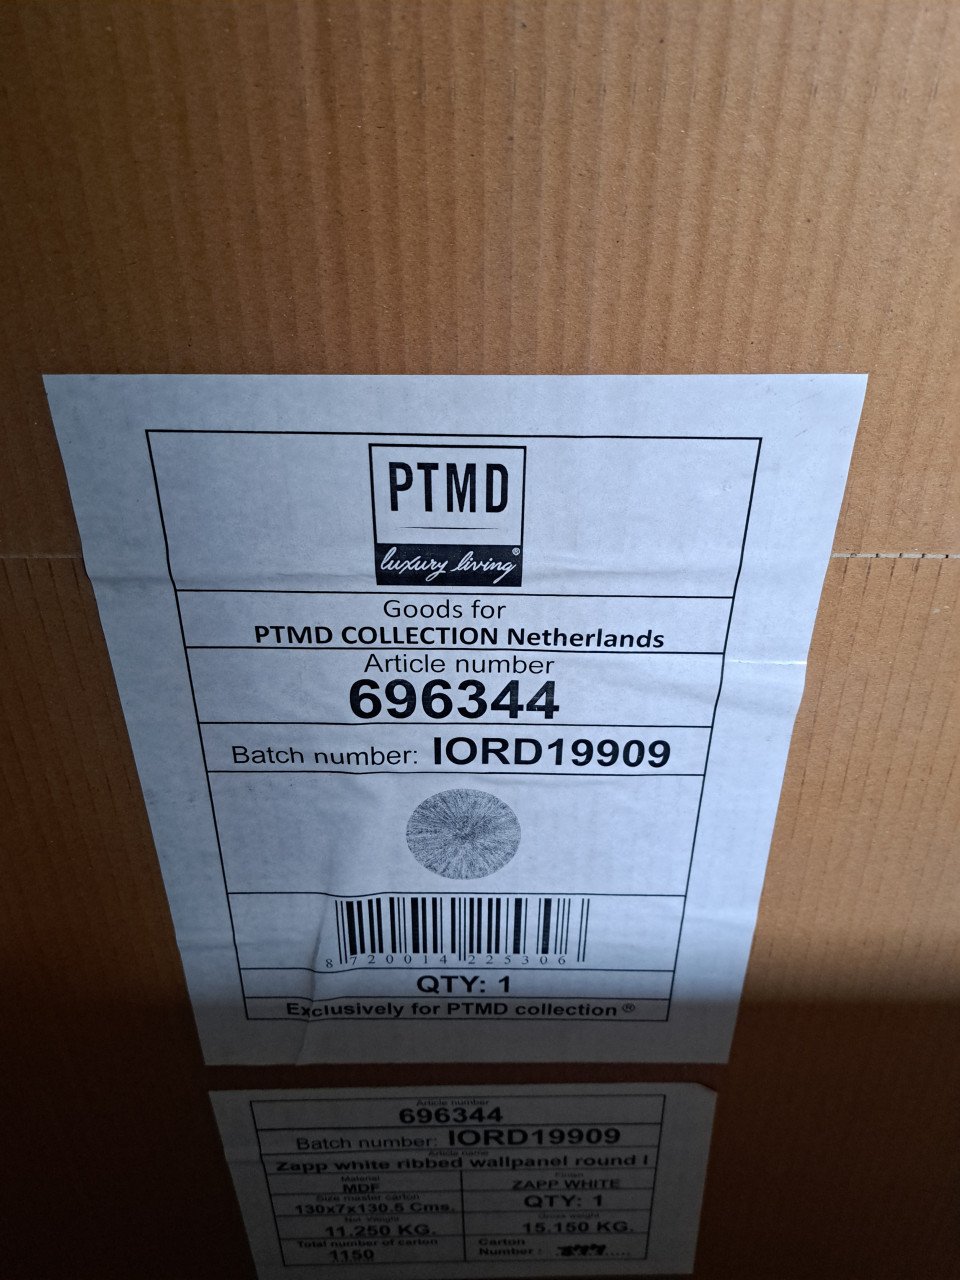 PTMD
luxury living®
Goods for
PTMD COLLECTION Netherlands
Article number
696344
Batch number: IORD19909
8 720014 225306
QTY: 1
Exclusively for PTMD collection ®
Article number
696344
Batch number: IORD19909
Article name
Zapp white ribbed wallpanel round l
Material
MDF
Finish
ZAPP WHITE
Size master carton
130x7x130.5 Cms.
QTY: 1
Net Weight
11.250 KG.
Gross weight
15.150 KG.
Total number of carton
1150
Carton
Number :